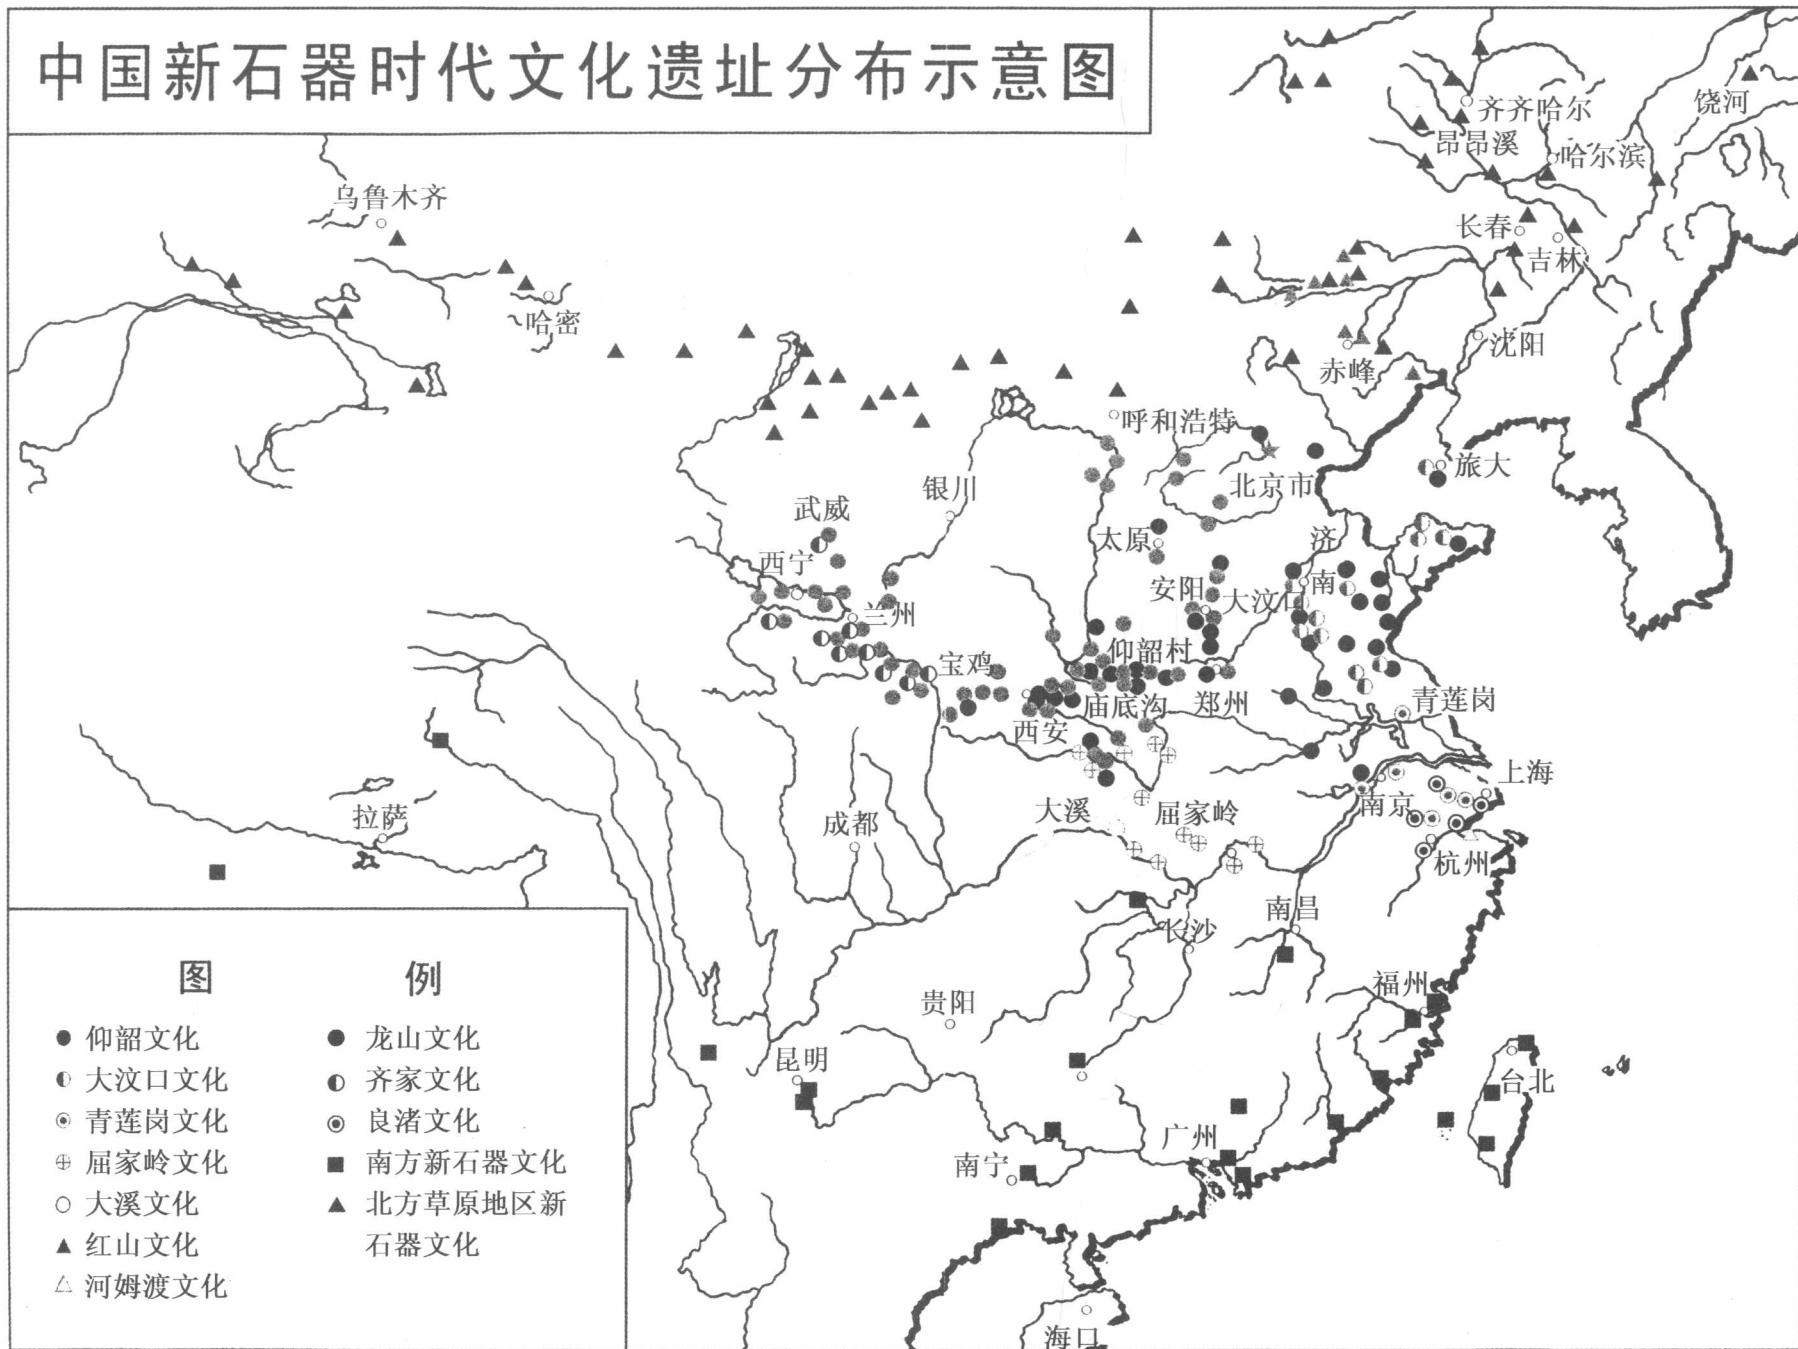 中国新石器时代文化遗址分布示意图
齐齐哈尔
饶河
昂昂溪
哈尔滨
乌鲁木齐
长春
吉林
哈密
沈阳
赤峰
呼和浩特
旅大
北京市
银川
武威
太原
济南
西宁
安阳
大汶口
兰州
仰韶村
宝鸡
青莲岗
庙底沟
郑州
西安
上海
大溪
屈家岭
南京
拉萨
成都
杭州
长沙
南昌
福州
贵阳
昆明
台北
广州
南宁
海口
图 例
仰韶文化
大汶口文化
青莲岗文化
屈家岭文化
大溪文化
红山文化
河姆渡文化
龙山文化
齐家文化
良渚文化
南方新石器文化
北方草原地区新
石器文化